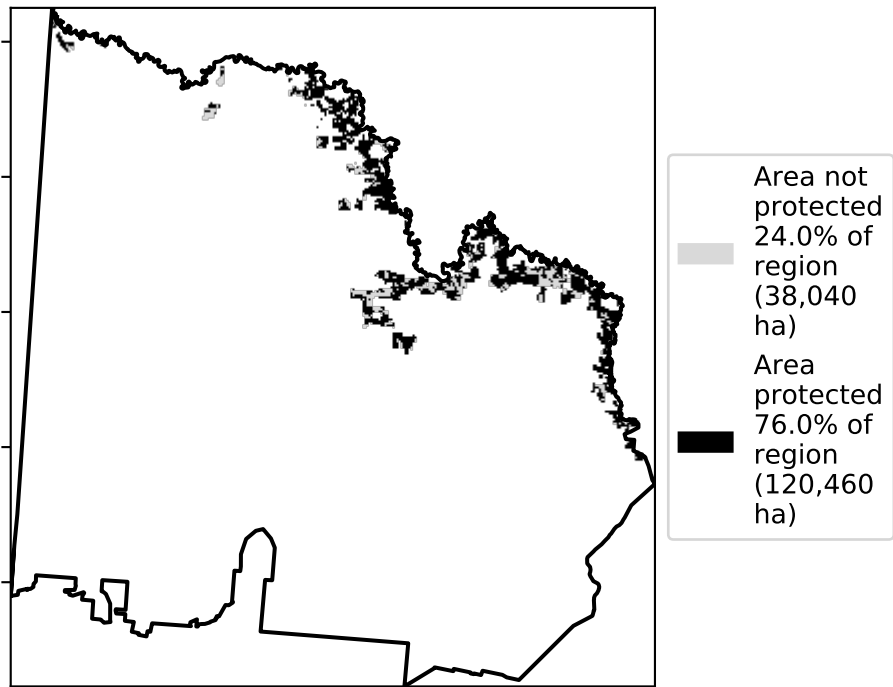 Area not
protected
24.0% of
region
(38,040
ha)
Area
protected
76.0% of
region
(120,460
ha)